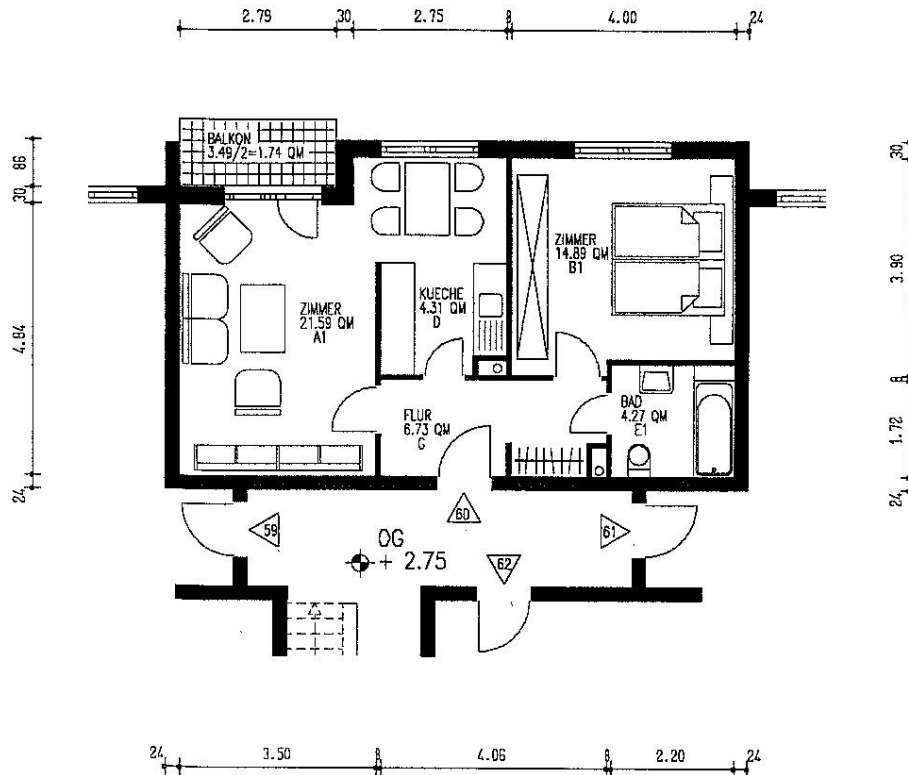 2.79 30 2.75 8 4.00 24
BALKON
3.49/2=1.74 QM
86
30
4.84
24
30
3.90
8
1.72
24
ZIMMER
21.59 QM
A1
KUECHE
4.31 QM
D
ZIMMER
14.89 QM
B1
FLUR
6.73 QM
G
BAD
4.27 QM
E1
59
60
61
62
OG
+ 2.75
24 3.50 8 4.06 8 2.20 24